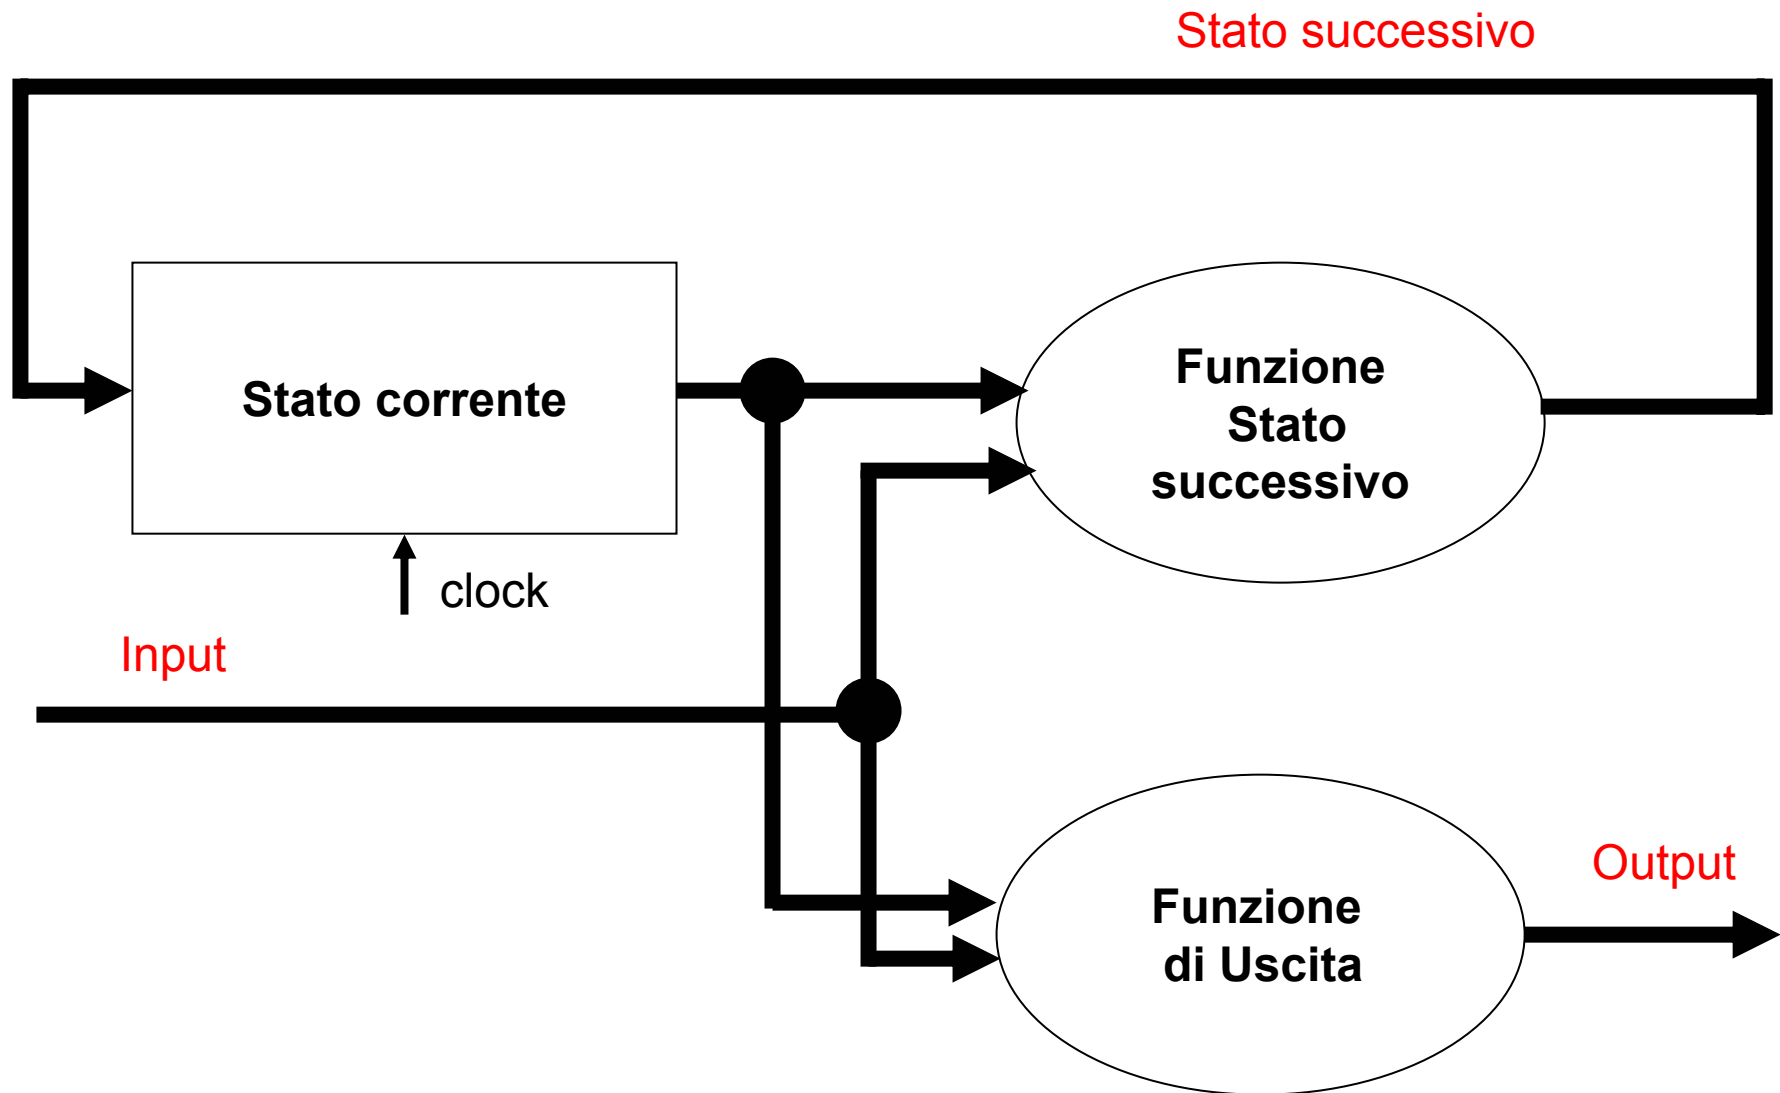 Stato successivo
Stato corrente
Funzione
Stato
successivo
clock
Input
Output
Funzione
di Uscita